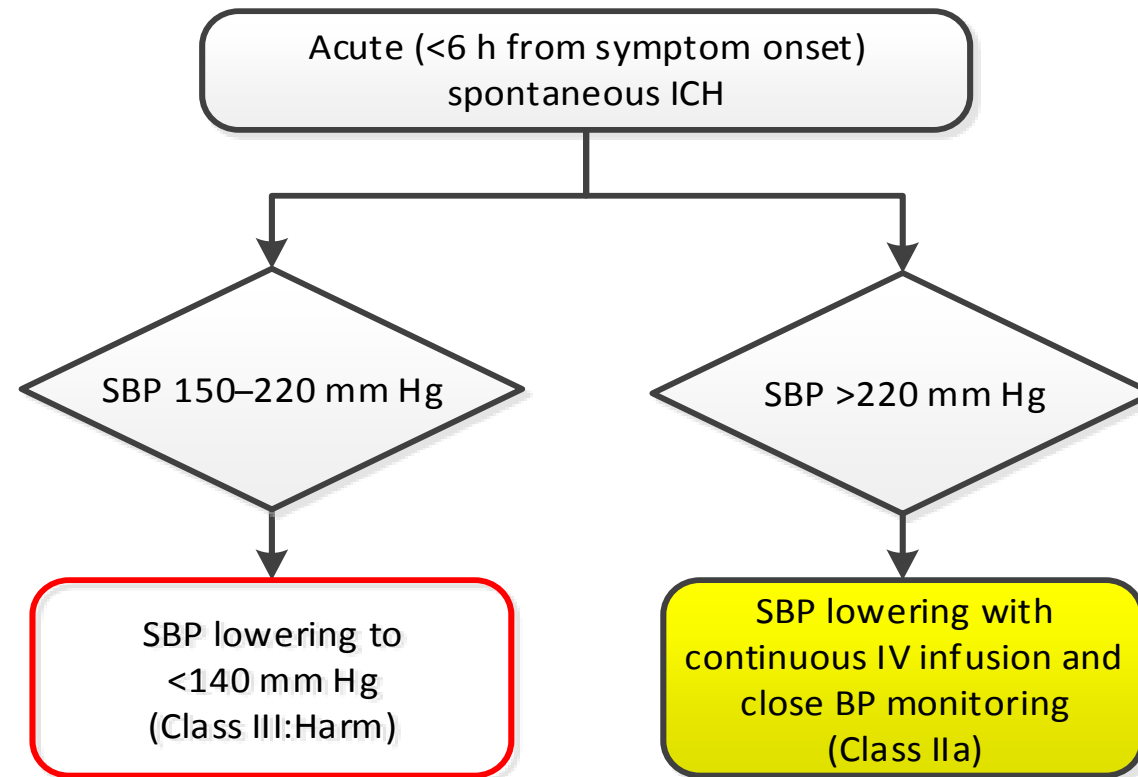 Acute (<6 h from symptom onset)
spontaneous ICH
SBP 150–220 mm Hg
SBP >220 mm Hg
SBP lowering to
<140 mm Hg
(Class III:Harm)
SBP lowering with
continuous IV infusion and
close BP monitoring
(Class IIa)